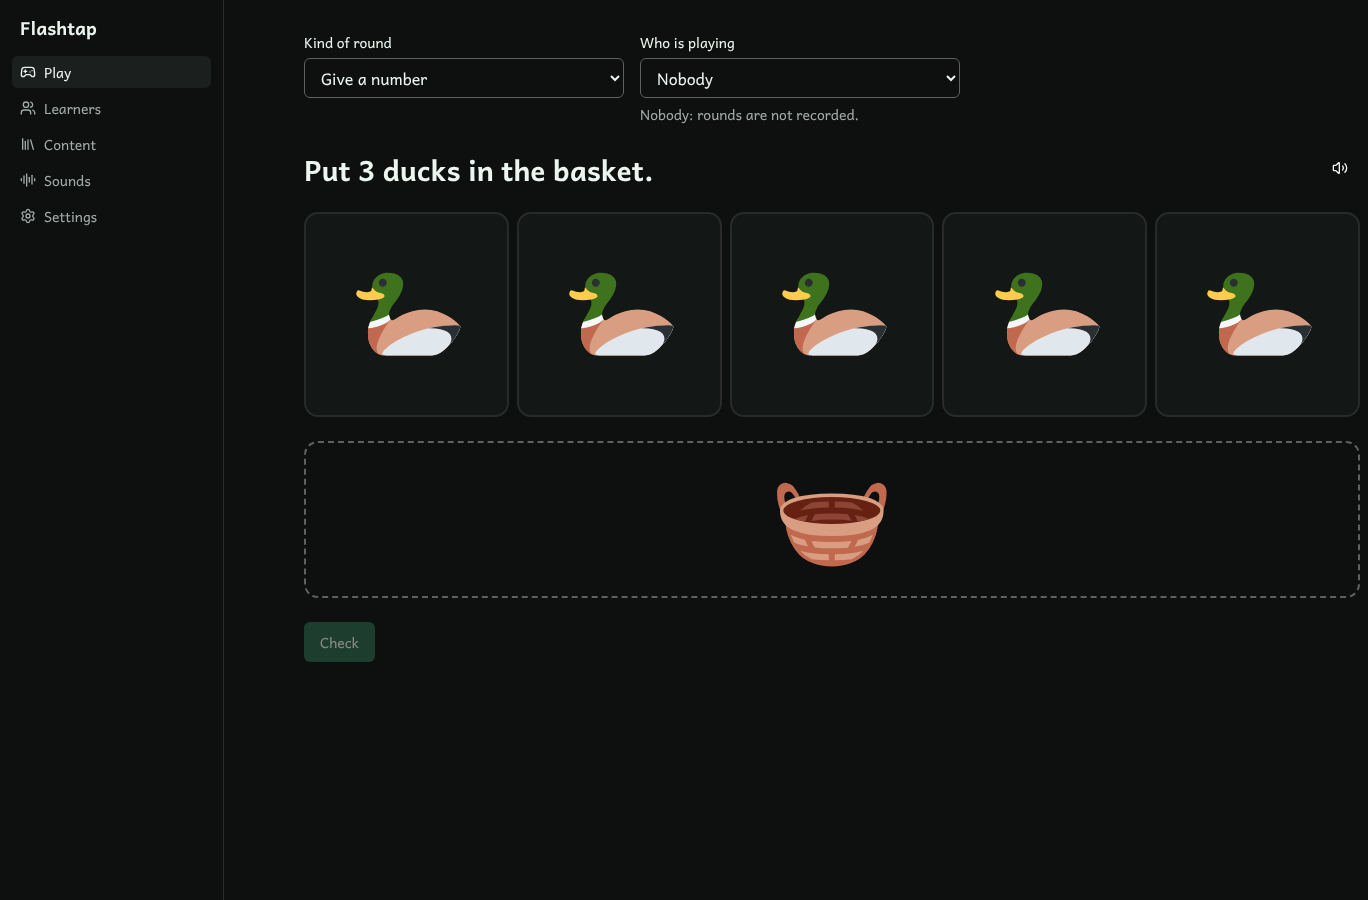 Flashtap
Play
Learners
Content
Sounds
Settings
Kind of round
Give a number
Who is playing
Nobody
Nobody: rounds are not recorded.
Put 3 ducks in the basket.
Check